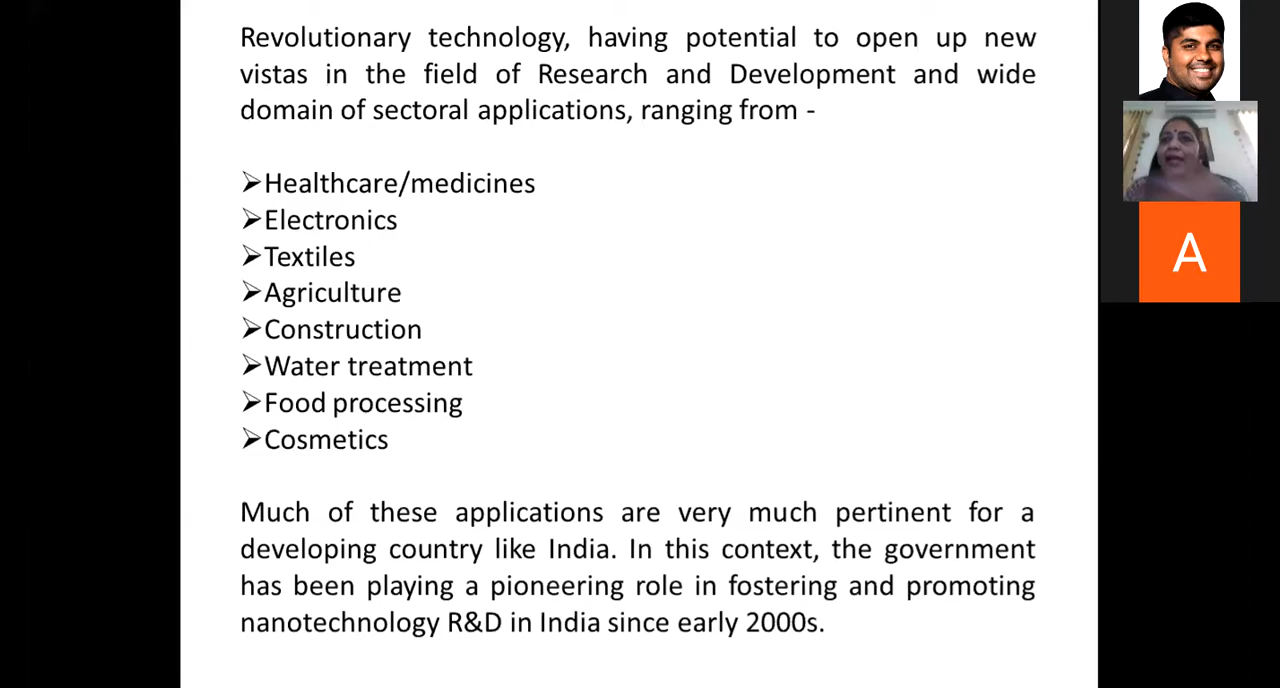 Revolutionary technology, having potential to open up new
vistas in the field of Research and Development and wide
domain of sectoral applications, ranging from -
➢Healthcare/medicines
➢Electronics
➢Textiles
➢Agriculture
➢Construction
➢Water treatment
➢Food processing
➢Cosmetics
Much of these applications are very much pertinent for a
developing country like India. In this context, the government
has been playing a pioneering role in fostering and promoting
nanotechnology R&D in India since early 2000s.
A